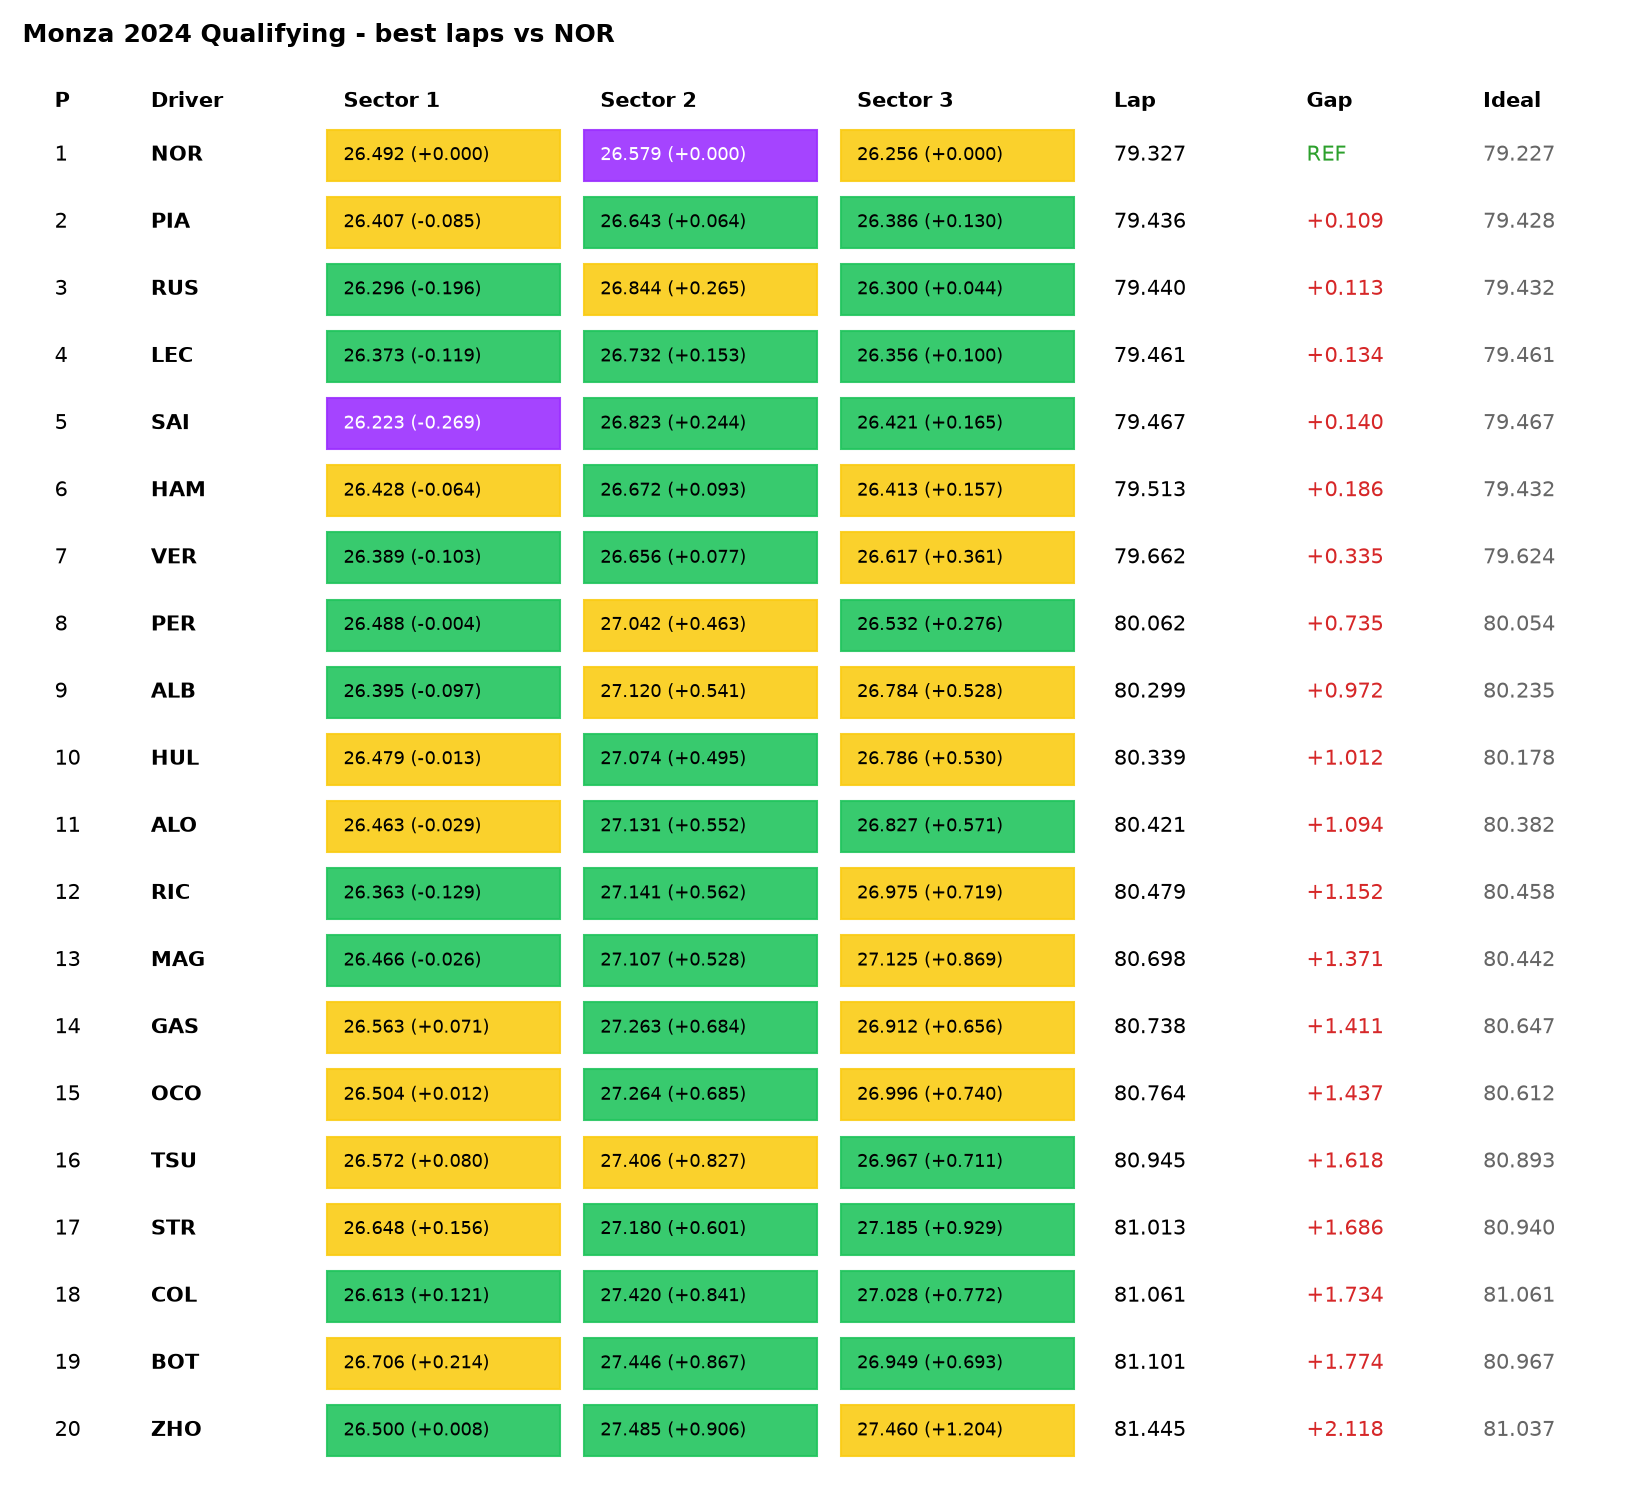 Monza 2024 Qualifying - best laps vs NOR
P Driver Sector 1 Sector 2 Sector 3 Lap Gap Ideal
1 NOR 26.492 (+0.000) 26.579 (+0.000) 26.256 (+0.000) 79.327 REF 79.227
2 PIA 26.407 (-0.085) 26.643 (+0.064) 26.386 (+0.130) 79.436 +0.109 79.428
3 RUS 26.296 (-0.196) 26.844 (+0.265) 26.300 (+0.044) 79.440 +0.113 79.432
4 LEC 26.373 (-0.119) 26.732 (+0.153) 26.356 (+0.100) 79.461 +0.134 79.461
5 SAI 26.223 (-0.269) 26.823 (+0.244) 26.421 (+0.165) 79.467 +0.140 79.467
6 HAM 26.428 (-0.064) 26.672 (+0.093) 26.413 (+0.157) 79.513 +0.186 79.432
7 VER 26.389 (-0.103) 26.656 (+0.077) 26.617 (+0.361) 79.662 +0.335 79.624
8 PER 26.488 (-0.004) 27.042 (+0.463) 26.532 (+0.276) 80.062 +0.735 80.054
9 ALB 26.395 (-0.097) 27.120 (+0.541) 26.784 (+0.528) 80.299 +0.972 80.235
10 HUL 26.479 (-0.013) 27.074 (+0.495) 26.786 (+0.530) 80.339 +1.012 80.178
11 ALO 26.463 (-0.029) 27.131 (+0.552) 26.827 (+0.571) 80.421 +1.094 80.382
12 RIC 26.363 (-0.129) 27.141 (+0.562) 26.975 (+0.719) 80.479 +1.152 80.458
13 MAG 26.466 (-0.026) 27.107 (+0.528) 27.125 (+0.869) 80.698 +1.371 80.442
14 GAS 26.563 (+0.071) 27.263 (+0.684) 26.912 (+0.656) 80.738 +1.411 80.647
15 OCO 26.504 (+0.012) 27.264 (+0.685) 26.996 (+0.740) 80.764 +1.437 80.612
16 TSU 26.572 (+0.080) 27.406 (+0.827) 26.967 (+0.711) 80.945 +1.618 80.893
17 STR 26.648 (+0.156) 27.180 (+0.601) 27.185 (+0.929) 81.013 +1.686 80.940
18 COL 26.613 (+0.121) 27.420 (+0.841) 27.028 (+0.772) 81.061 +1.734 81.061
19 BOT 26.706 (+0.214) 27.446 (+0.867) 26.949 (+0.693) 81.101 +1.774 80.967
20 ZHO 26.500 (+0.008) 27.485 (+0.906) 27.460 (+1.204) 81.445 +2.118 81.037